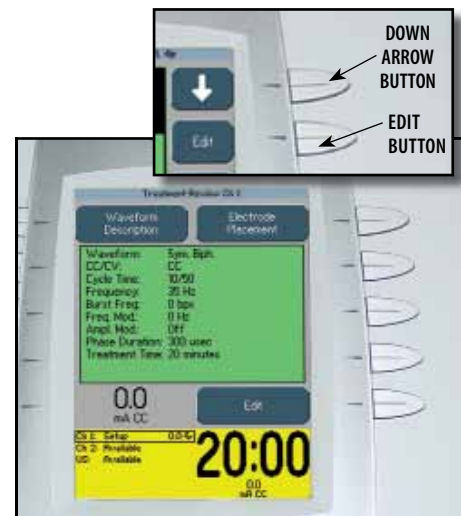 DOWN
ARROW
BUTTON
EDIT
BUTTON
Edit
Treatment Review Ch 1
Waveform
Description
Electrode
Placement
Waveform: Sym. Biph.
CC/CV: CC
Cycle Time: 10/50
Frequency: 35 Hz
Burst Freq: 0 bps
Freq. Mod: 0 Hz
Ampl. Mod: Off
Phase Duration: 300 usec
Treatment Time: 20 minutes
0.0
mA CC
Edit
Ch 1: Setup 0.0
Ch 2: Available
US: Available
20:00
0.0
mA CC